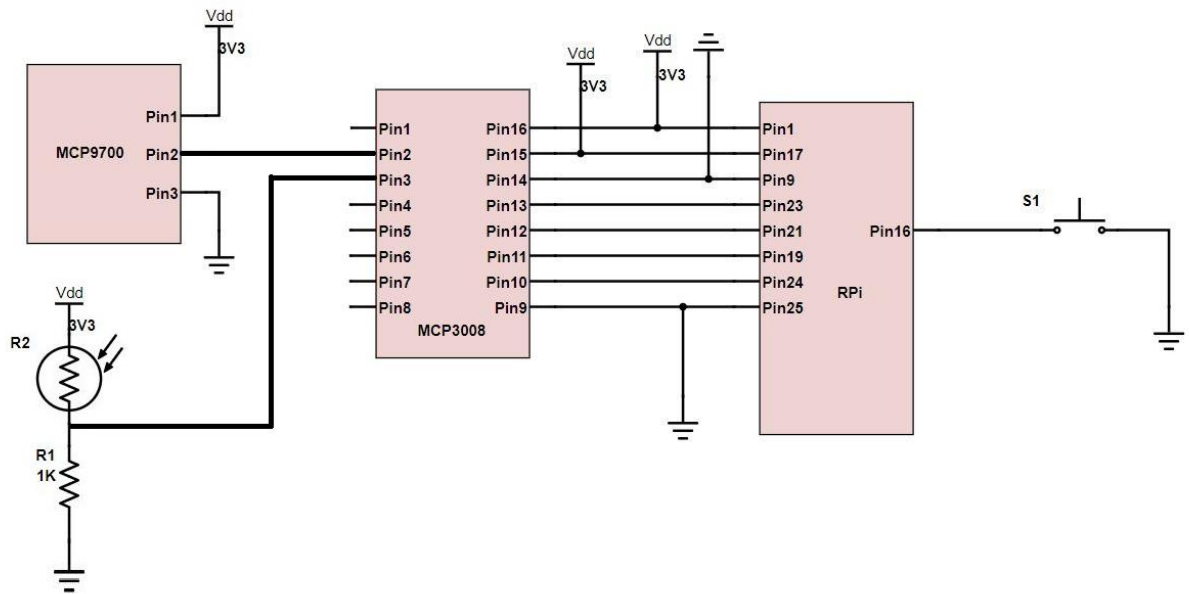 Vdd
3V3
MCP9700
Pin1
Pin2
Pin3
Vdd
3V3
R2
R1
1K
Pin1
Pin2
Pin3
Pin4
Pin5
Pin6
Pin7
Pin8
Pin16
Pin15
Pin14
Pin13
Pin12
Pin11
Pin10
Pin9
MCP3008
Vdd
3V3
Vdd
3V3
Pin1
Pin17
Pin9
Pin23
Pin21
Pin19
Pin24
Pin25
Pin16
RPi
S1